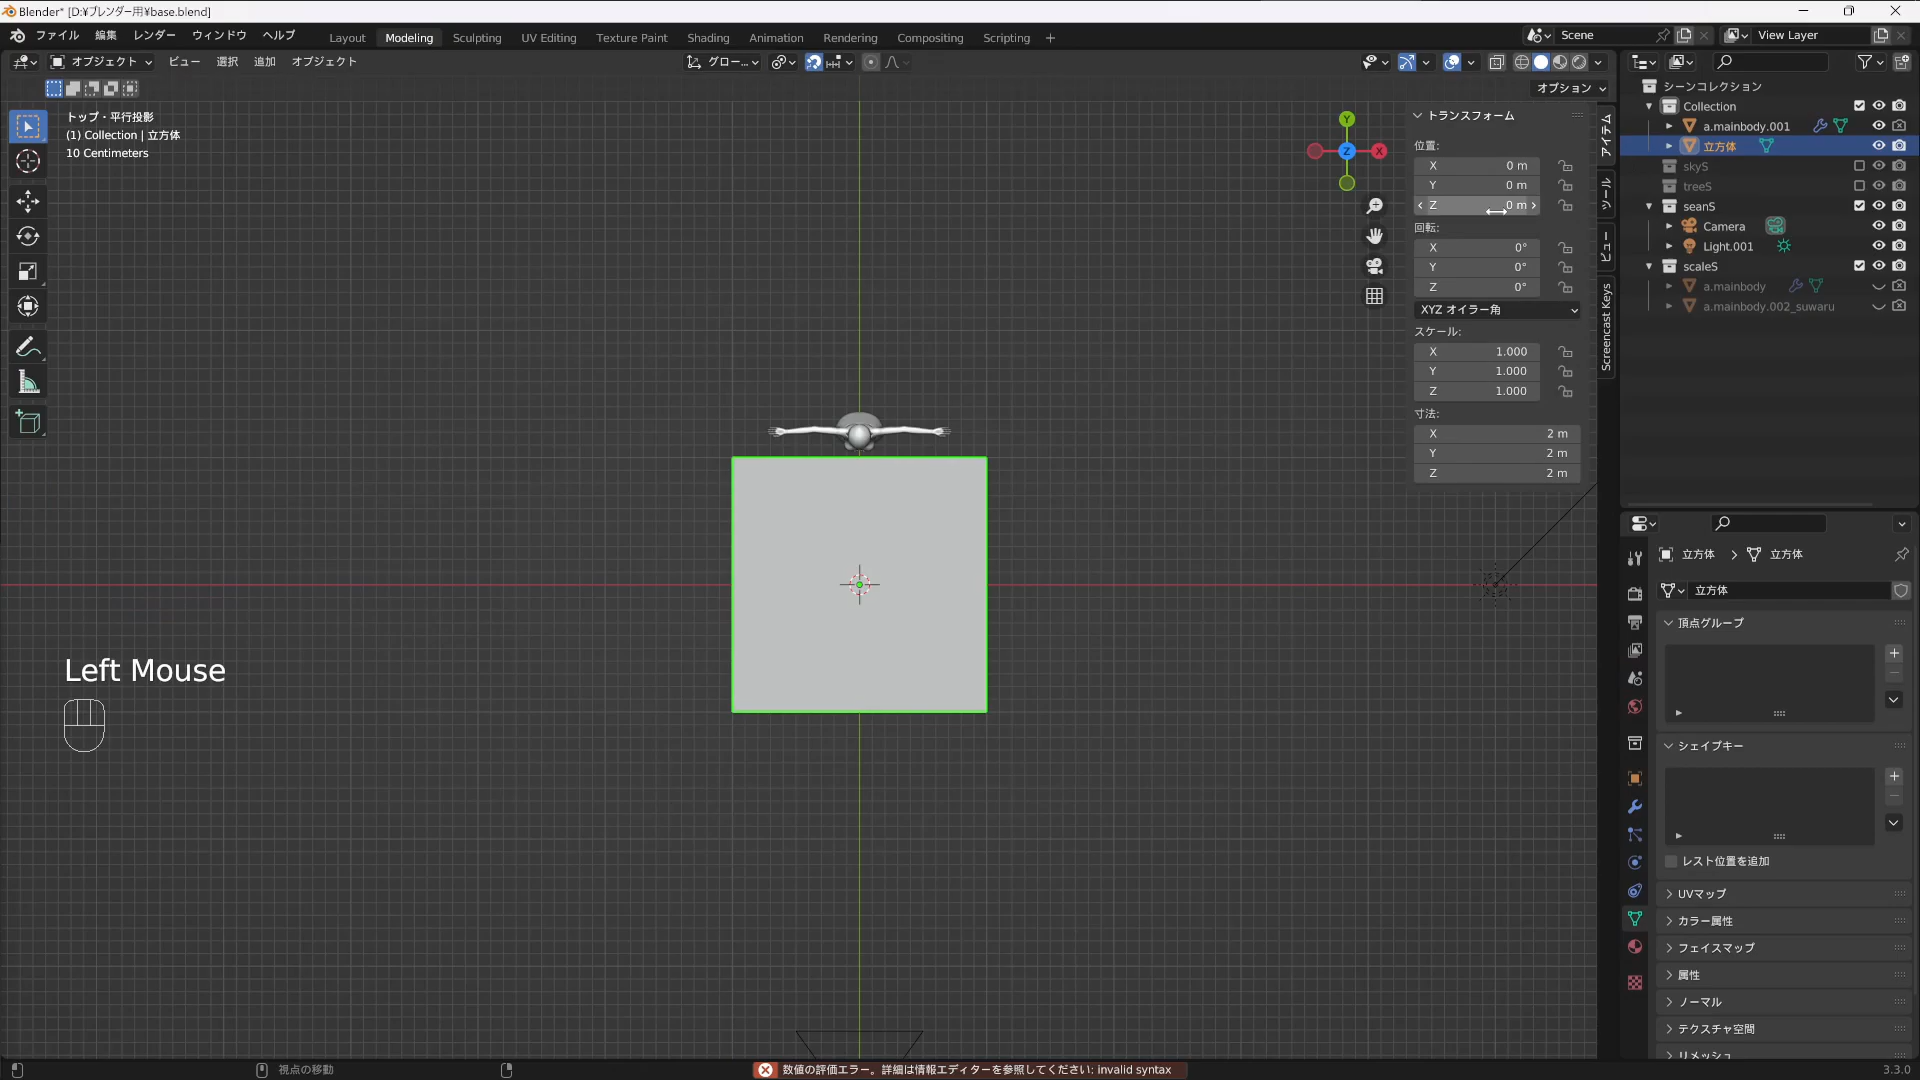 Blender* [D:¥ブレンダー用¥base.blend]
ファイル 編集 レンダー ウィンドウ ヘルプ Layout Modeling Sculpting UV Editing Texture Paint Shading Animation Rendering Compositing Scripting + Scene View Layer
オブジェクト ビュー 選択 追加 オブジェクト グロー...
オプション
トップ・平行投影
(1) Collection | 立方体
10 Centimeters
Y
X
Z
トランスフォーム
位置:
X 0 m
Y 0 m
Z 0 m
回転:
X 0°
Y 0°
Z 0°
XYZ オイラー角
スケール:
X 1.000
Y 1.000
Z 1.000
寸法:
X 2 m
Y 2 m
Z 2 m
アイテム
ツール
ビュー
Screencast Keys
シーンコレクション
Collection
a.mainbody.001
立方体
skyS
treeS
seanS
Camera
Light.001
scaleS
a.mainbody
a.mainbody.002_suwaru
立方体 > 立方体
立方体
頂点グループ
シェイプキー
レスト位置を追加
UVマップ
カラー属性
フェイスマップ
属性
ノーマル
テクスチャ空間
リメッシュ
Left Mouse
視点の移動
数値の評価エラー。詳細は情報エディターを参照してください: invalid syntax
3.3.0